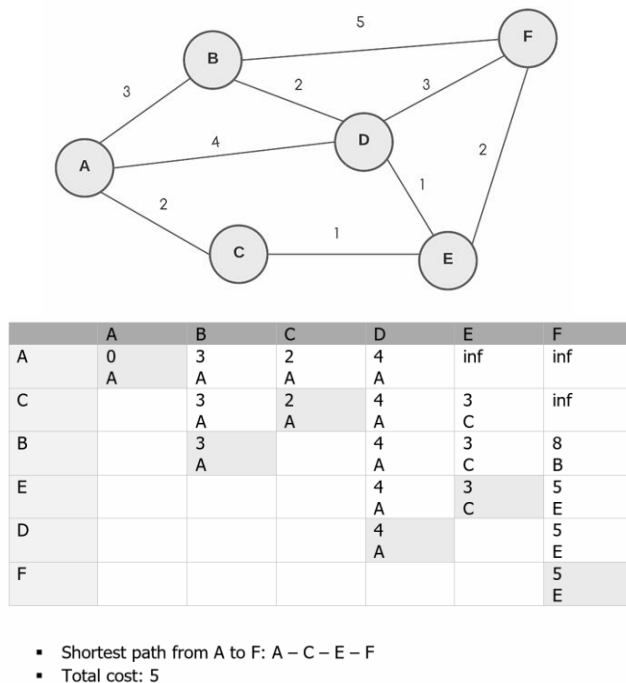 5
B
F
3
2
3
4
D
A
2
2
1
1
C
E
A B C D E F
A 0 3 2 4 inf inf
A A A A
C 3 2 4 3 inf
A A A C
B 3 4 3 8
A A C B
E 4 3 5
A C E
D 4 5
A E
F 5
E
▪ Shortest path from A to F: A – C – E – F
▪ Total cost: 5